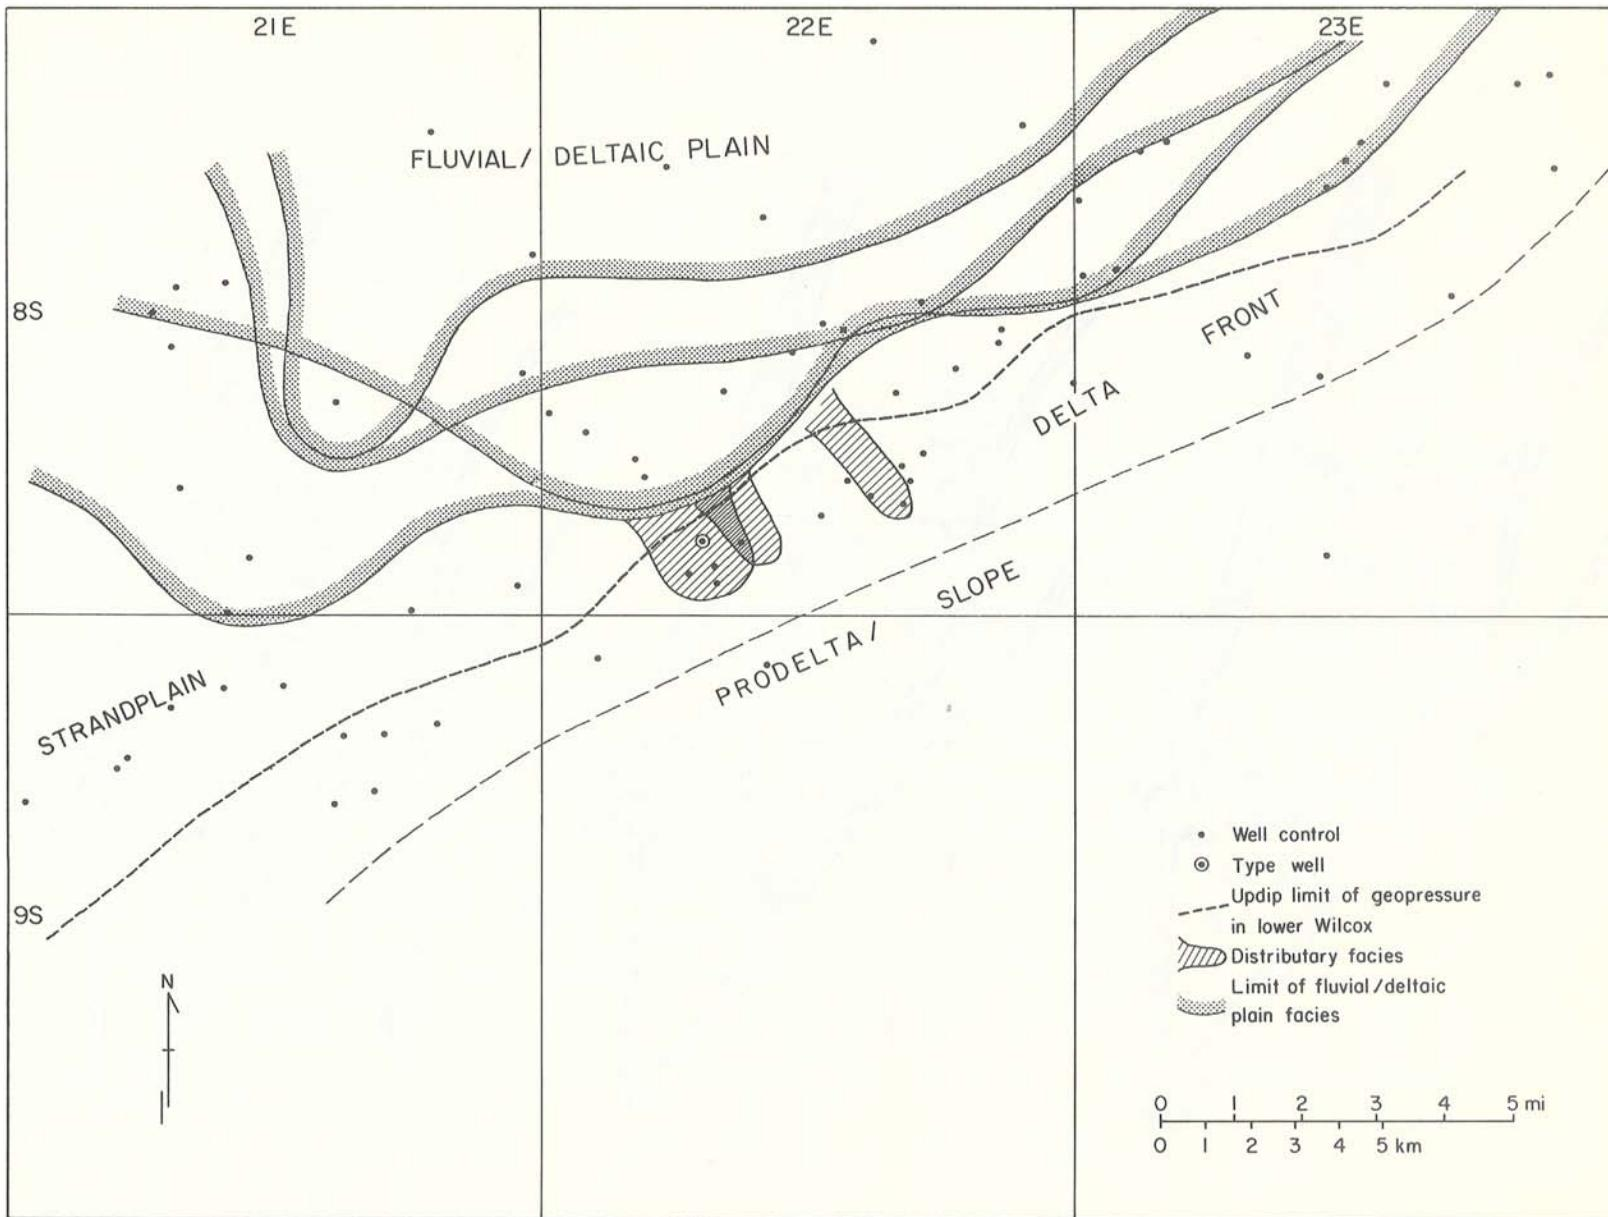 21E
22E
23E
FLUVIAL/ DELTAIC PLAIN
8S
FRONT
DELTA
SLOPE
PRODELTA/
STRANDPLAIN
9S
N
Well control
Type well
Updip limit of geopressure
in lower Wilcox
Distributary facies
Limit of fluvial/deltaic
plain facies
0 1 2 3 4 5 mi
0 1 2 3 4 5 km